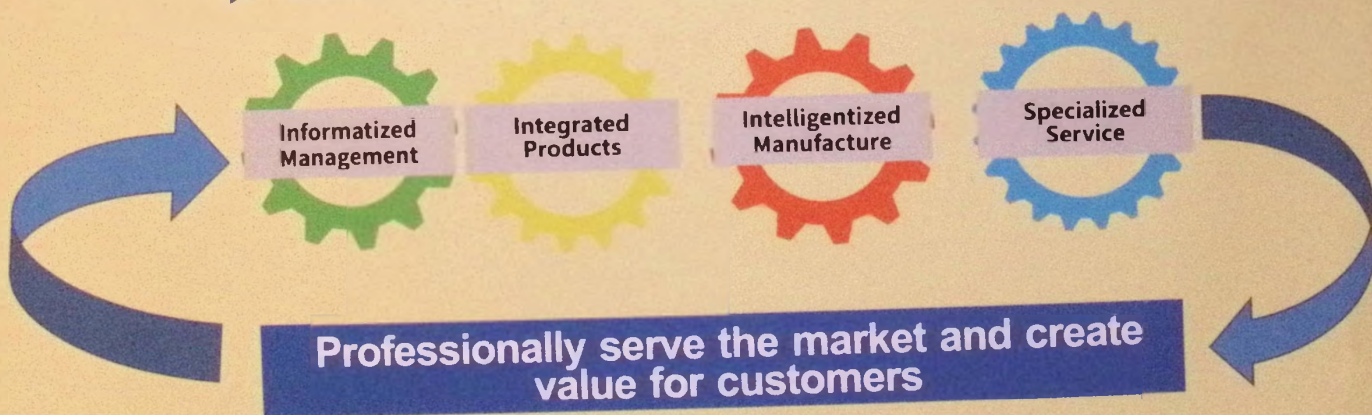 Informatized
Management
Integrated
Products
Intelligentized
Manufacture
Specialized
Service
Professionally serve the market and create
value for customers